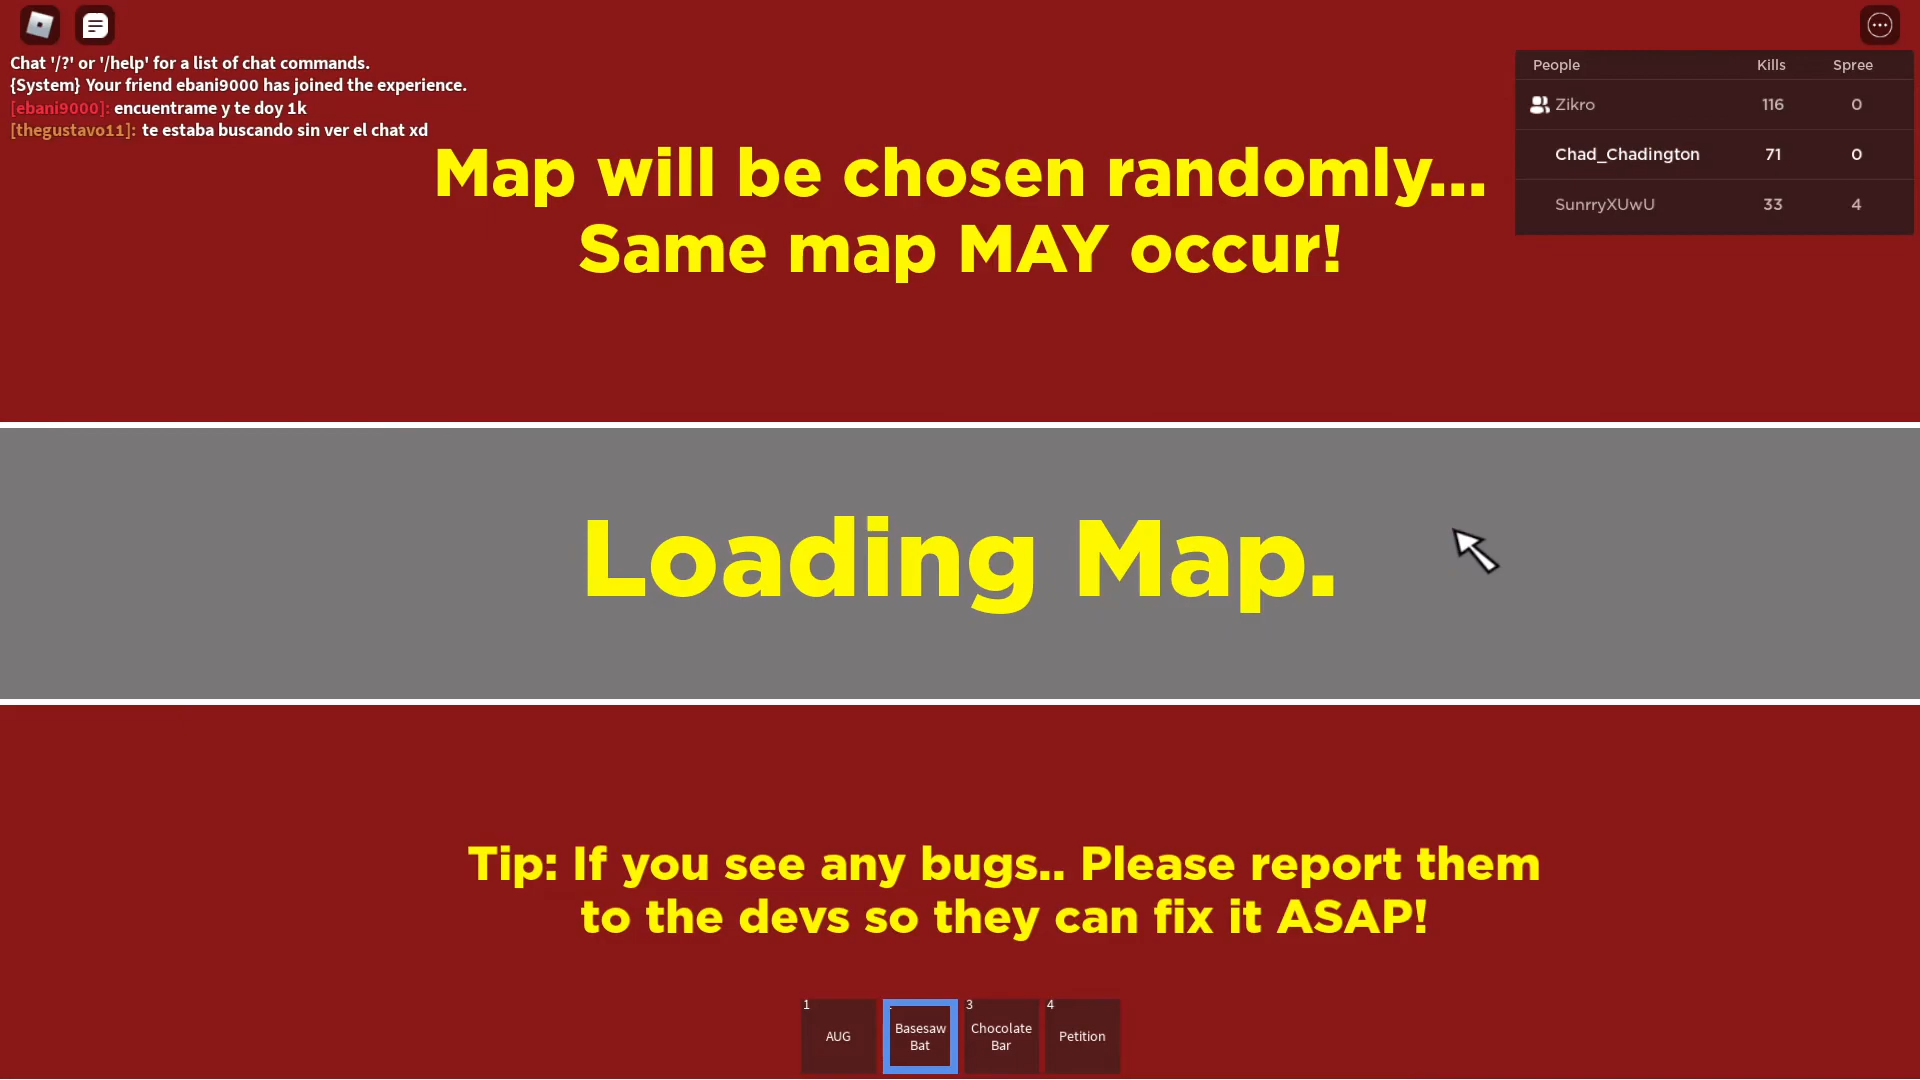 Chat '/?' or '/help' for a list of chat commands.
{System} Your friend ebani9000 has joined the experience.
[ebani9000]: encuentrame y te doy 1k
[thegustavo11]: te estaba buscando sin ver el chat xd
People Kills Spree
Zikro 116 0
Chad_Chadington 71 0
SunrryXUwU 33 4
Map will be chosen randomly...
Same map MAY occur!
Loading Map.
Tip: If you see any bugs.. Please report them
to the devs so they can fix it ASAP!
1
AUG
Basesaw
Bat
3
Chocolate
Bar
4
Petition